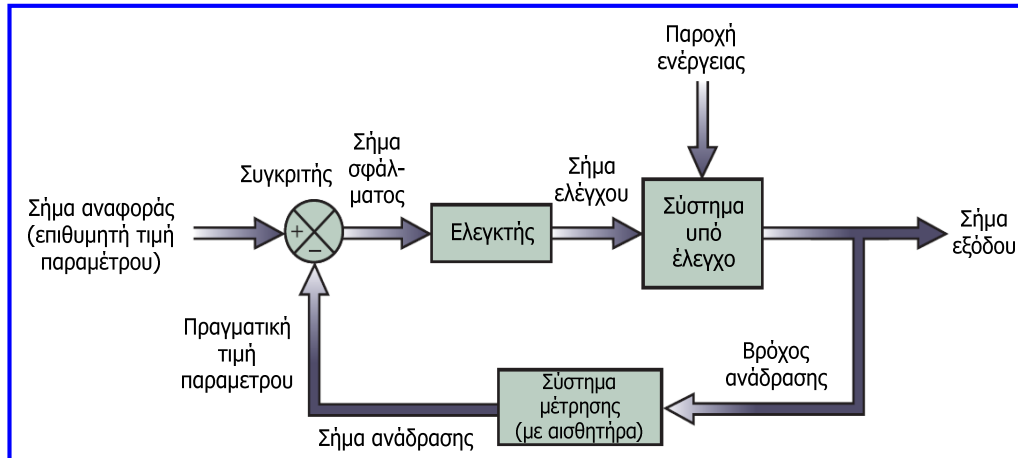 Παροχή
ενέργειας
Σήμα
σφάλ-
ματος
Συγκριτής
Σήμα
ελέγχου
Σήμα αναφοράς
(επιθυμητή τιμή
παραμέτρου)
+
−
Ελεγκτής
Σύστημα
υπό
έλεγχο
Σήμα
εξόδου
Πραγματική
τιμή
παραμετρου
Βρόχος
ανάδρασης
Σύστημα
μέτρησης
(με αισθητήρα)
Σήμα ανάδρασης